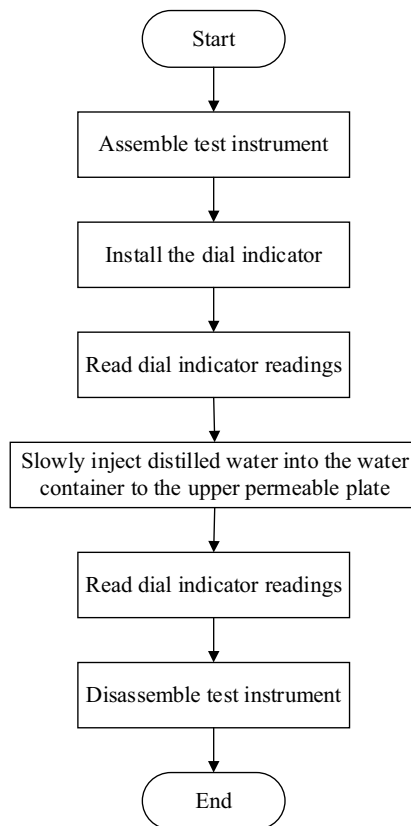 Start
Assemble test instrument
Install the dial indicator
Read dial indicator readings
Slowly inject distilled water into the water
container to the upper permeable plate
Read dial indicator readings
Disassemble test instrument
End